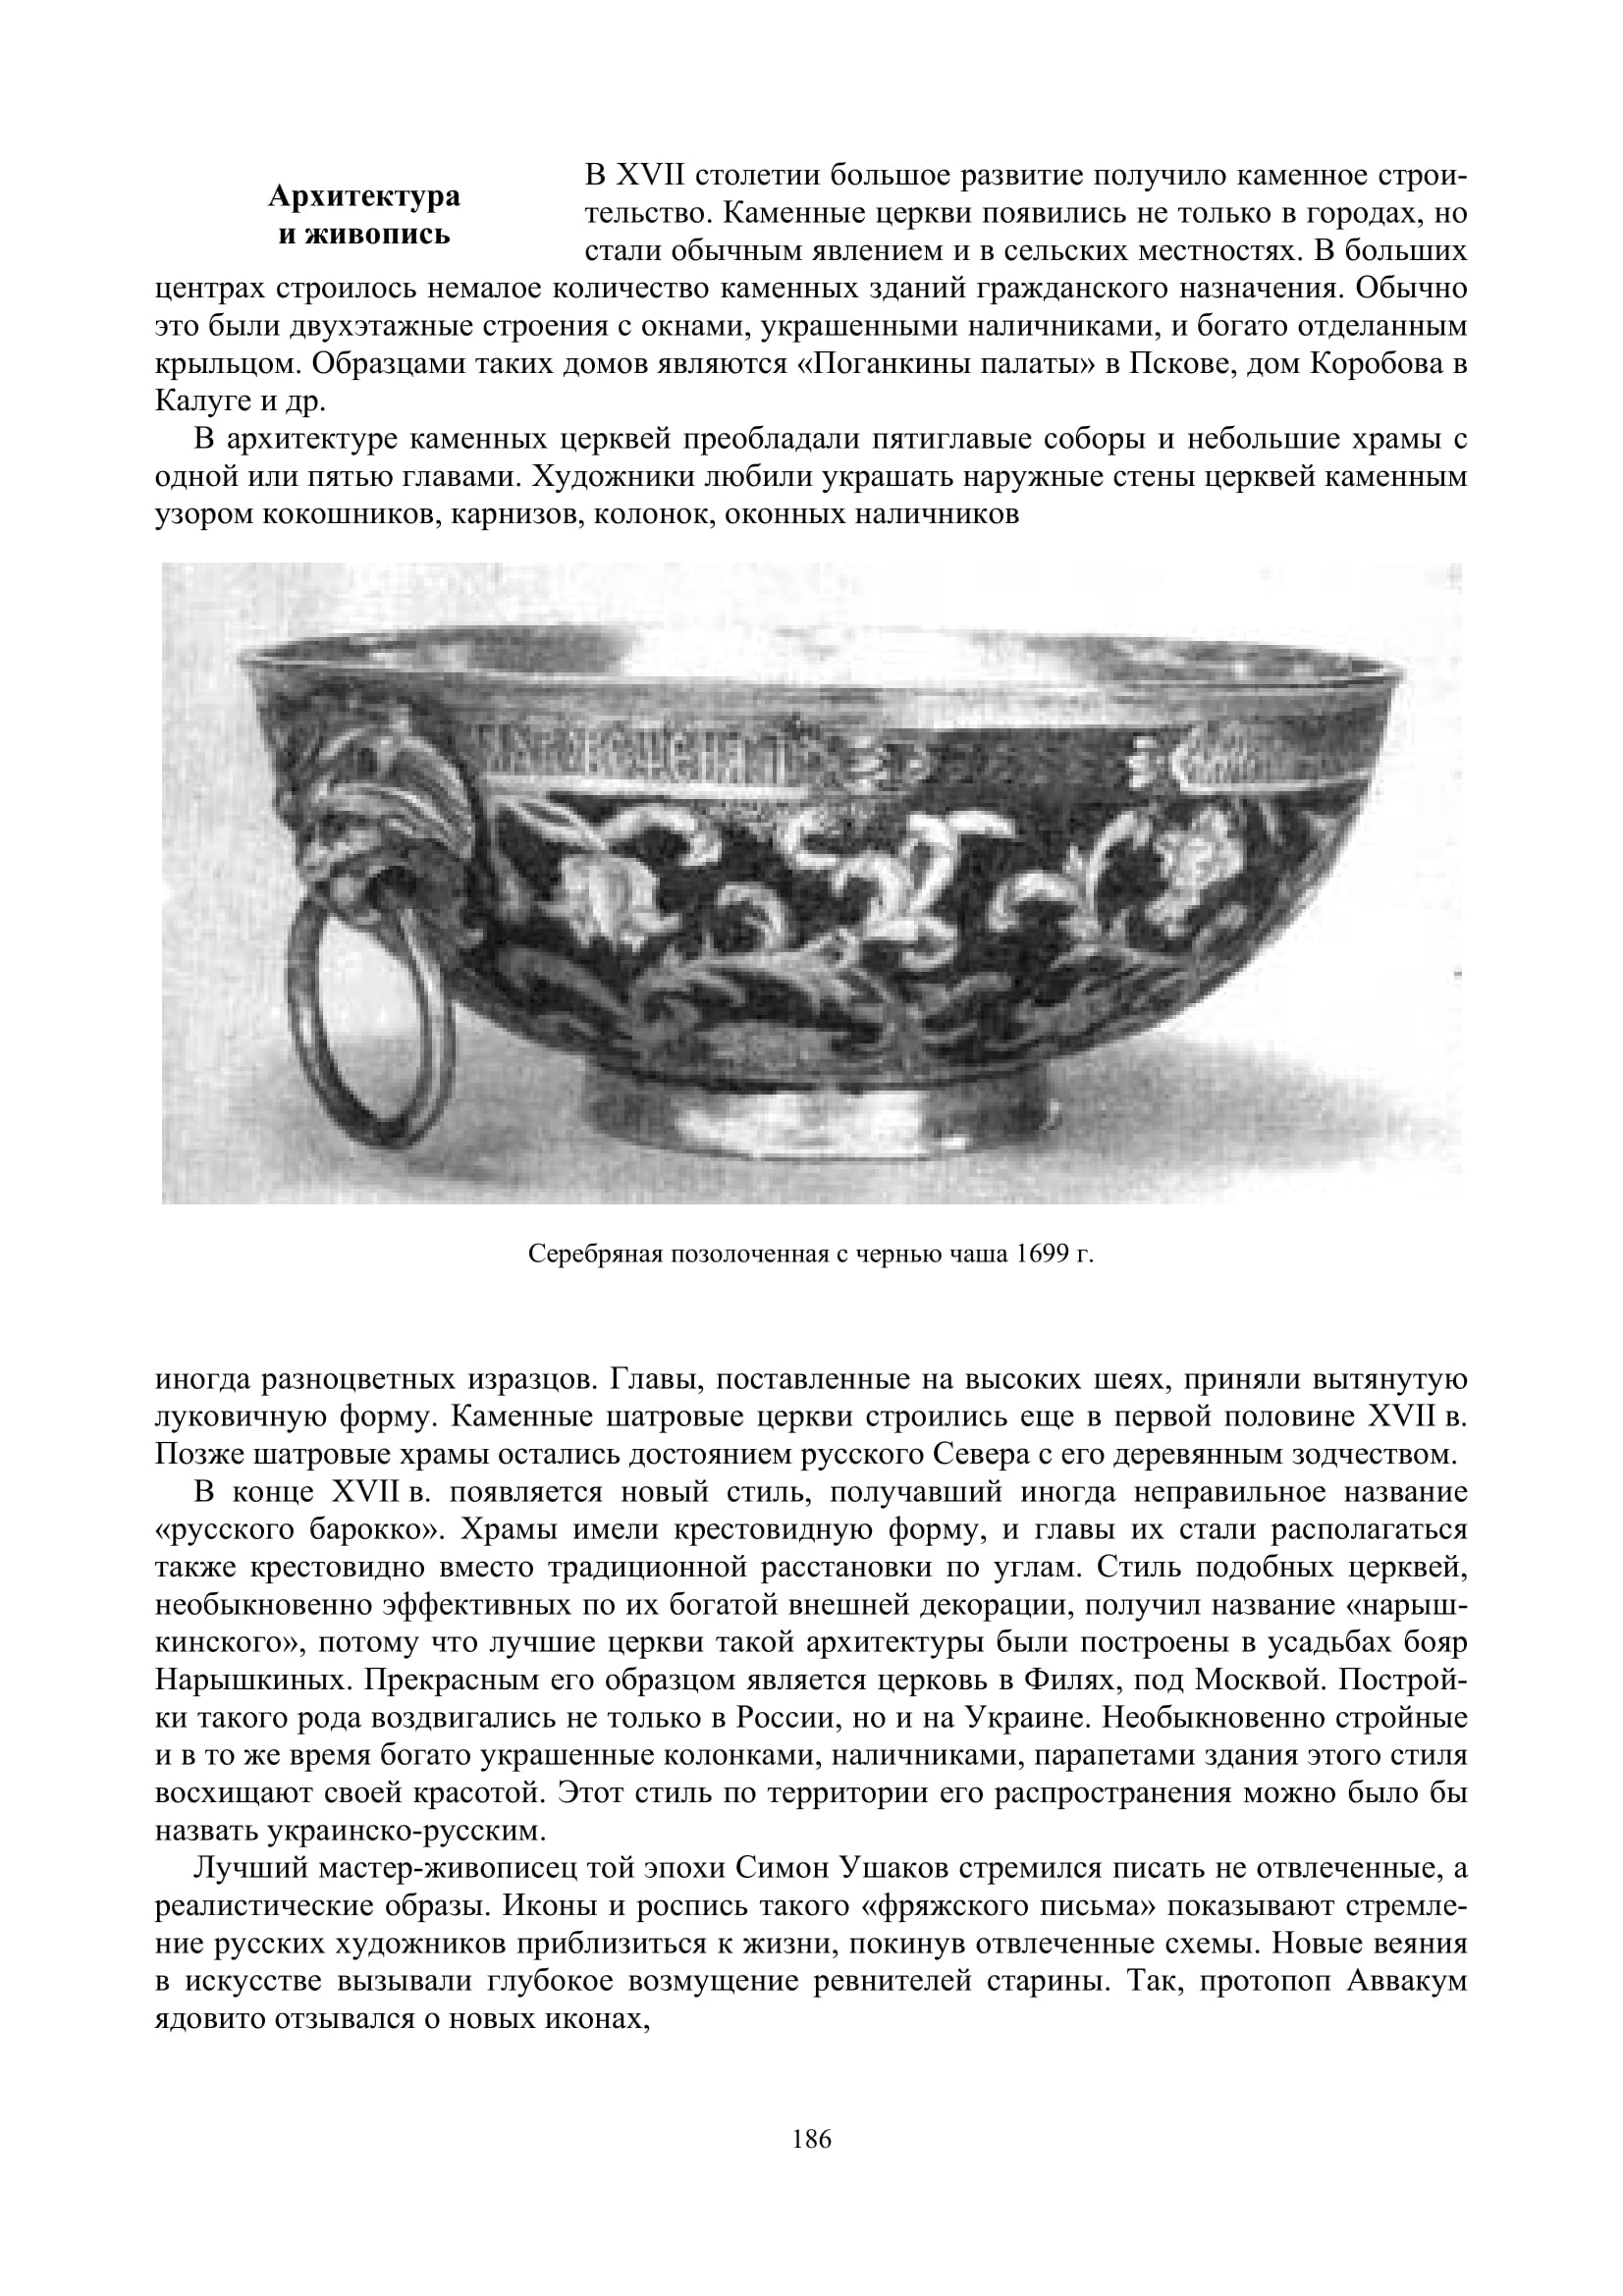 Архитектура
и живопись
В XVII столетии большое развитие получило каменное строи-
тельство. Каменные церкви появились не только в городах, но
стали обычным явлением и в сельских местностях. В больших
центрах строилось немалое количество каменных зданий гражданского назначения. Обычно
это были двухэтажные строения с окнами, украшенными наличниками, и богато отделанным
крыльцом. Образцами таких домов являются «Поганкины палаты» в Пскове, дом Коробова в
Калуге и др.
В архитектуре каменных церквей преобладали пятиглавые соборы и небольшие храмы с
одной или пятью главами. Художники любили украшать наружные стены церквей каменным
узором кокошников, карнизов, колонок, оконных наличников
Серебряная позолоченная с чернью чаша 1699 г.
иногда разноцветных изразцов. Главы, поставленные на высоких шеях, приняли вытянутую
луковичную форму. Каменные шатровые церкви строились еще в первой половине XVII в.
Позже шатровые храмы остались достоянием русского Севера с его деревянным зодчеством.
В конце XVII в. появляется новый стиль, получавший иногда неправильное название
«русского барокко». Храмы имели крестовидную форму, и главы их стали располагаться
также крестовидно вместо традиционной расстановки по углам. Стиль подобных церквей,
необыкновенно эффективных по их богатой внешней декорации, получил название «нарыш-
кинского», потому что лучшие церкви такой архитектуры были построены в усадьбах бояр
Нарышкиных. Прекрасным его образцом является церковь в Филях, под Москвой. Построй-
ки такого рода воздвигались не только в России, но и на Украине. Необыкновенно стройные
и в то же время богато украшенные колонками, наличниками, парапетами здания этого стиля
восхищают своей красотой. Этот стиль по территории его распространения можно было бы
назвать украинско-русским.
Лучший мастер-живописец той эпохи Симон Ушаков стремился писать не отвлеченные, а
реалистические образы. Иконы и роспись такого «фряжского письма» показывают стремле-
ние русских художников приблизиться к жизни, покинув отвлеченные схемы. Новые веяния
в искусстве вызывали глубокое возмущение ревнителей старины. Так, протопоп Аввакум
ядовито отзывался о новых иконах,
186